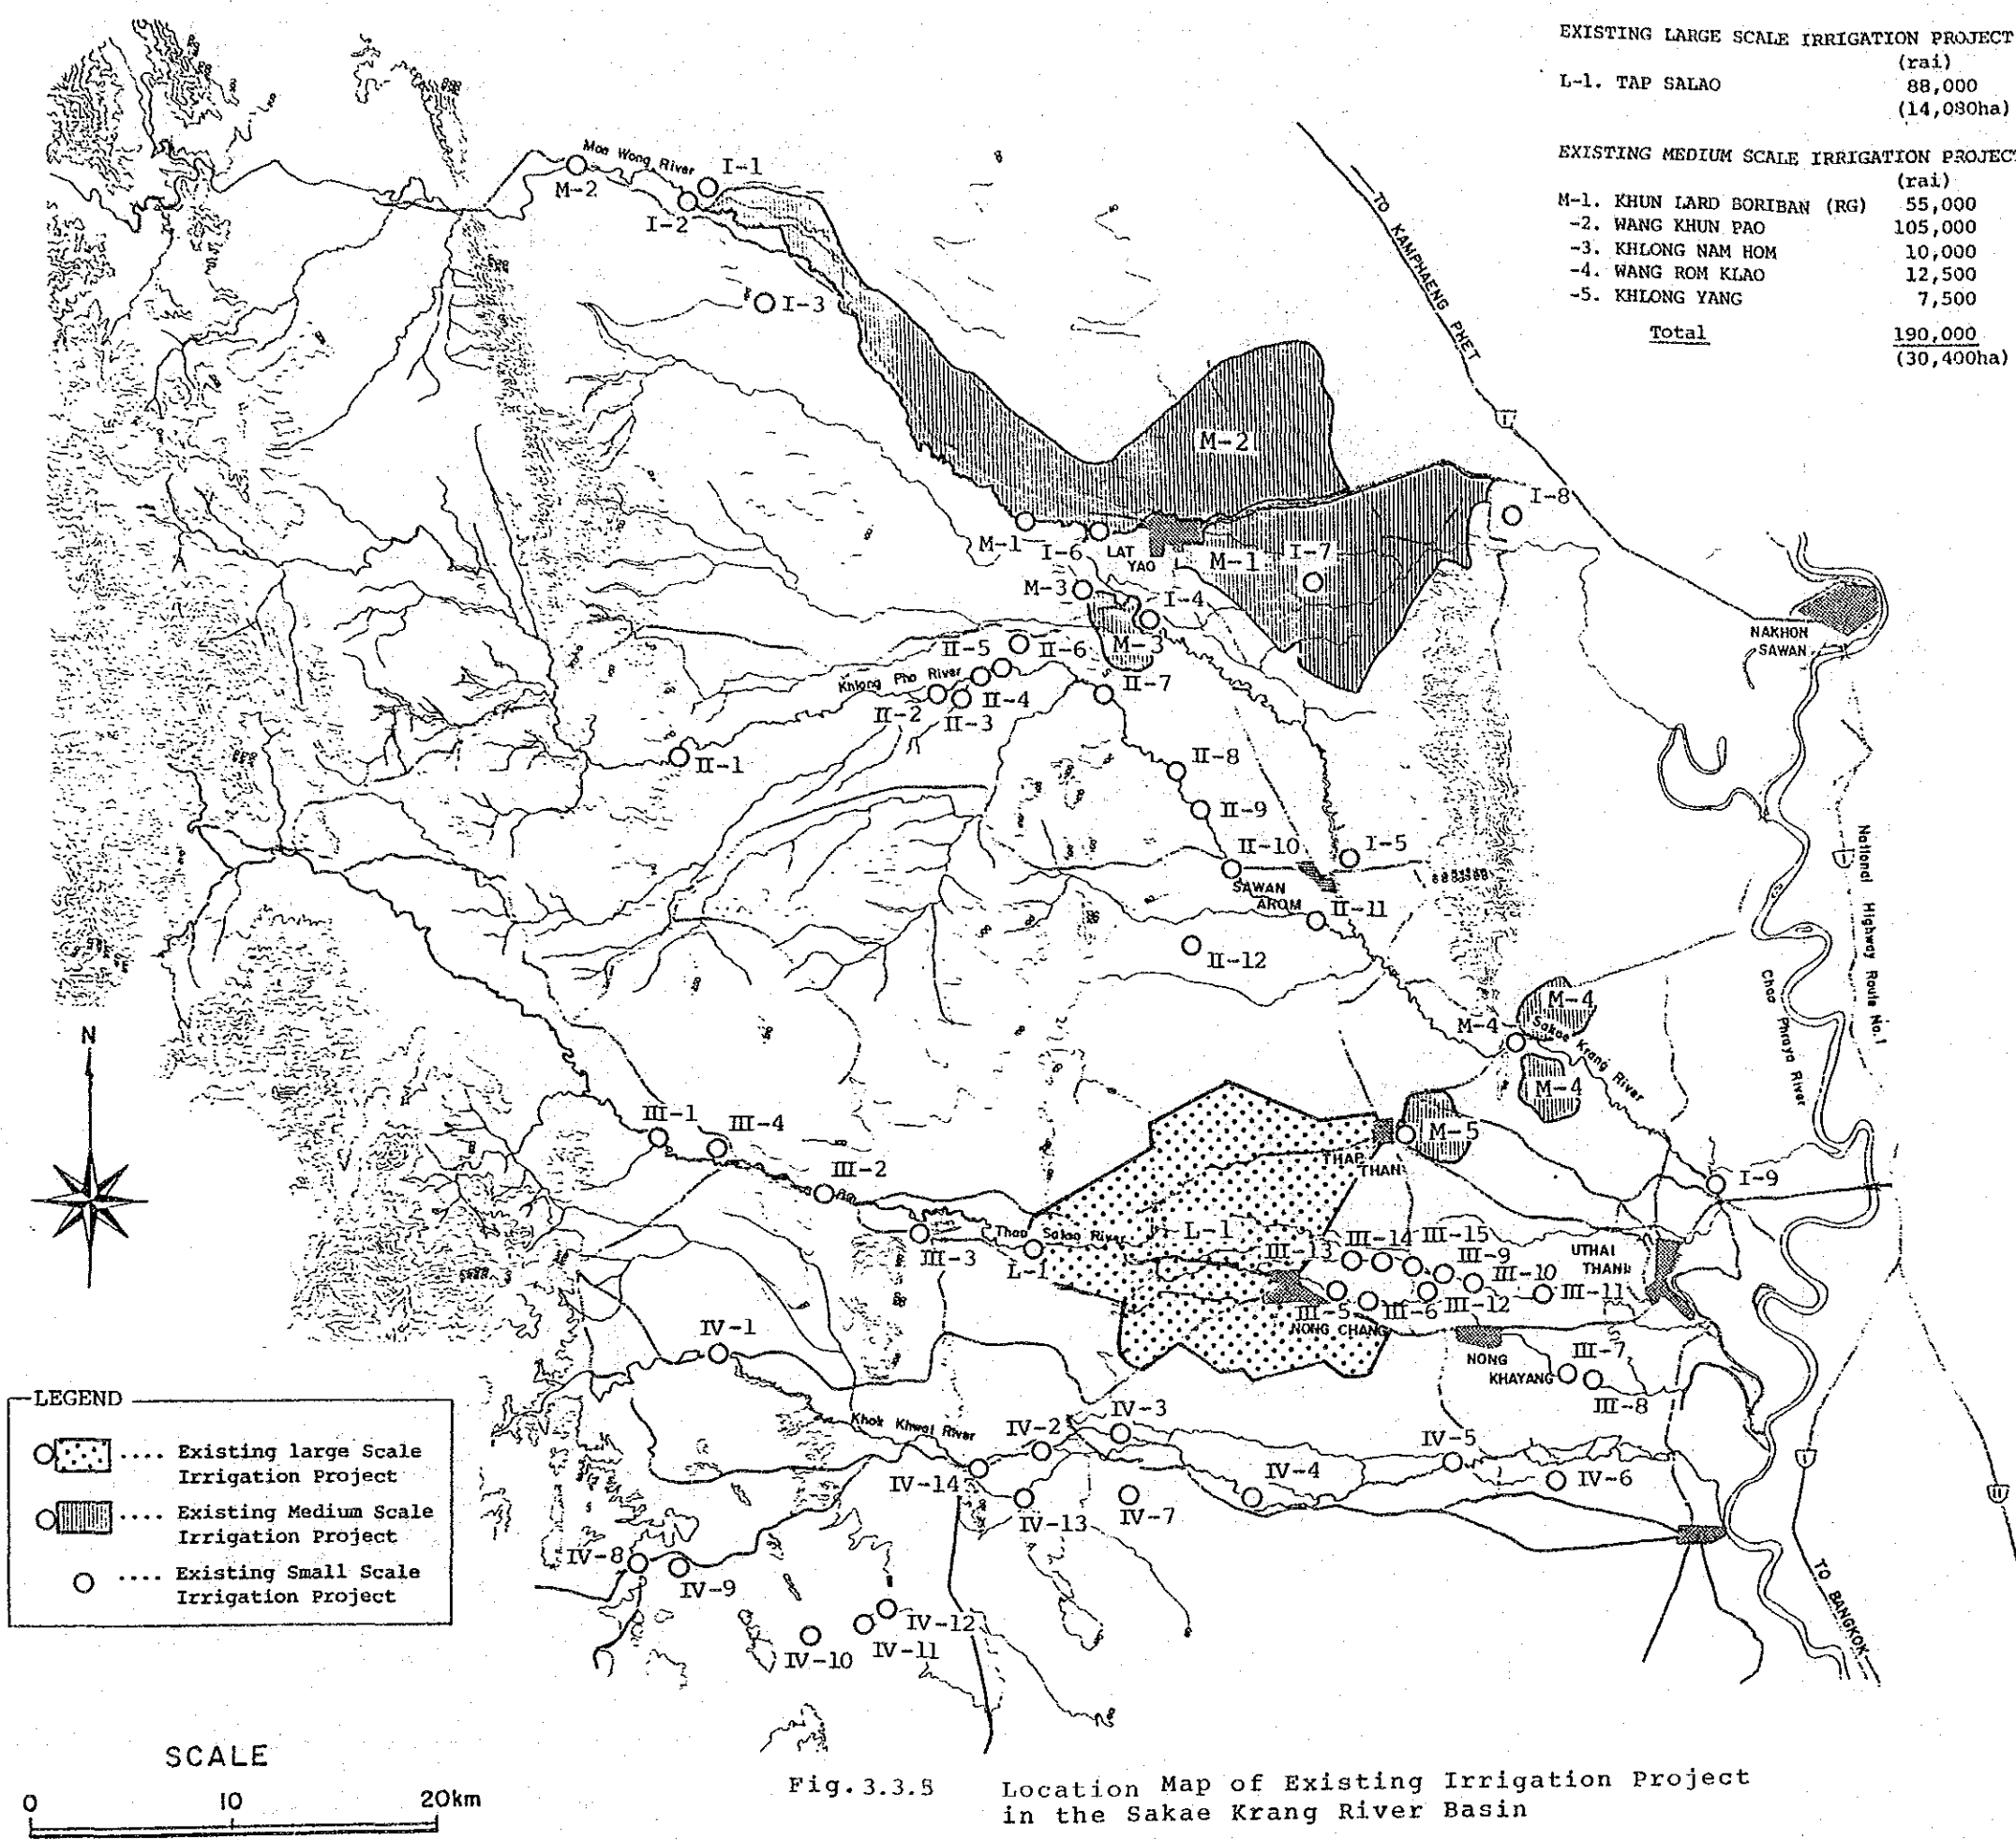 EXISTING LARGE SCALE IRRIGATION PROJECT
(rai)
L-1. TAP SALAO 88,000
(14,080ha)
EXISTING MEDIUM SCALE IRRIGATION PROJECT
(rai)
M-1. KHUN LARD BORIBAN (RG) 55,000
-2. WANG KHUN PAO 105,000
-3. KHLONG NAM HOM 10,000
-4. WANG ROM KLAO 12,500
-5. KHLONG YANG 7,500
Total 190,000
(30,400ha)
Mae Wong River
I-1
M-2
I-2
I-3
TO KAMPHAENG PHET
I
M-2
I-8
M-1
I-6
LAT
YAO
M-1
I-7
M-3
I-4
NAKHON
SAWAN
II-5
II-6
M-3
Khlong Pho River
II-2
II-4
II-7
II-3
II-1
II-8
II-9
II-10
I-5
SAWAN
AROM
II-11
II-12
National Highway Route No.1
Chao Phraya River
M-4
M-4
Sakae Krang River
M-4
N
III-1
III-4
M-5
THAP
THAN
III-2
I-9
Thap Salao River
L-1
III-3
L-1
III-13
III-14
III-15
III-9
III-10
III-11
UTHAI
THANI
III-5
III-6
III-12
NONG CHANG
IV-1
NONG
KHAYANG
III-7
III-8
LEGEND
.... Existing large Scale
Irrigation Project
.... Existing Medium Scale
Irrigation Project
.... Existing Small Scale
Irrigation Project
Khok Khwai River
IV-2
IV-3
IV-5
IV-14
IV-4
IV-6
IV-13
IV-7
IV-8
IV-9
IV-12
IV-10
IV-11
TO BANGKOK
SCALE
0 10 20km
Fig.3.3.8 Location Map of Existing Irrigation Project
in the Sakae Krang River Basin